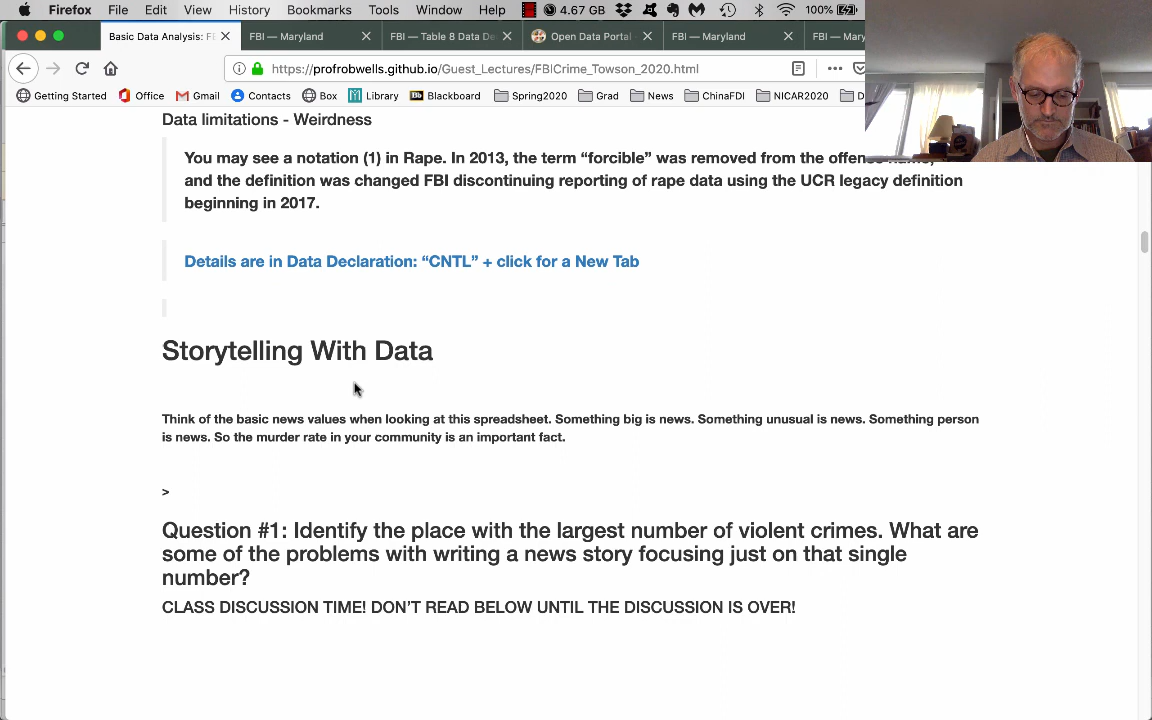 Firefox File Edit View History Bookmarks Tools Window Help 4.67 GB 100%
Basic Data Analysis: FB FBI — Maryland FBI — Table 8 Data De Open Data Portal FBI — Maryland FBI — Mary
https://profrobwells.github.io/Guest_Lectures/FBICrime_Towson_2020.html
Getting Started Office Gmail Contacts Box Library Blackboard Spring2020 Grad News ChinaFDI NICAR2020 D
Data limitations - Weirdness
You may see a notation (1) in Rape. In 2013, the term “forcible” was removed from the offense name,
and the definition was changed FBI discontinuing reporting of rape data using the UCR legacy definition
beginning in 2017.
Details are in Data Declaration: “CNTL” + click for a New Tab
Storytelling With Data
Think of the basic news values when looking at this spreadsheet. Something big is news. Something unusual is news. Something person
is news. So the murder rate in your community is an important fact.
>
Question #1: Identify the place with the largest number of violent crimes. What are
some of the problems with writing a news story focusing just on that single
number?
CLASS DISCUSSION TIME! DON’T READ BELOW UNTIL THE DISCUSSION IS OVER!